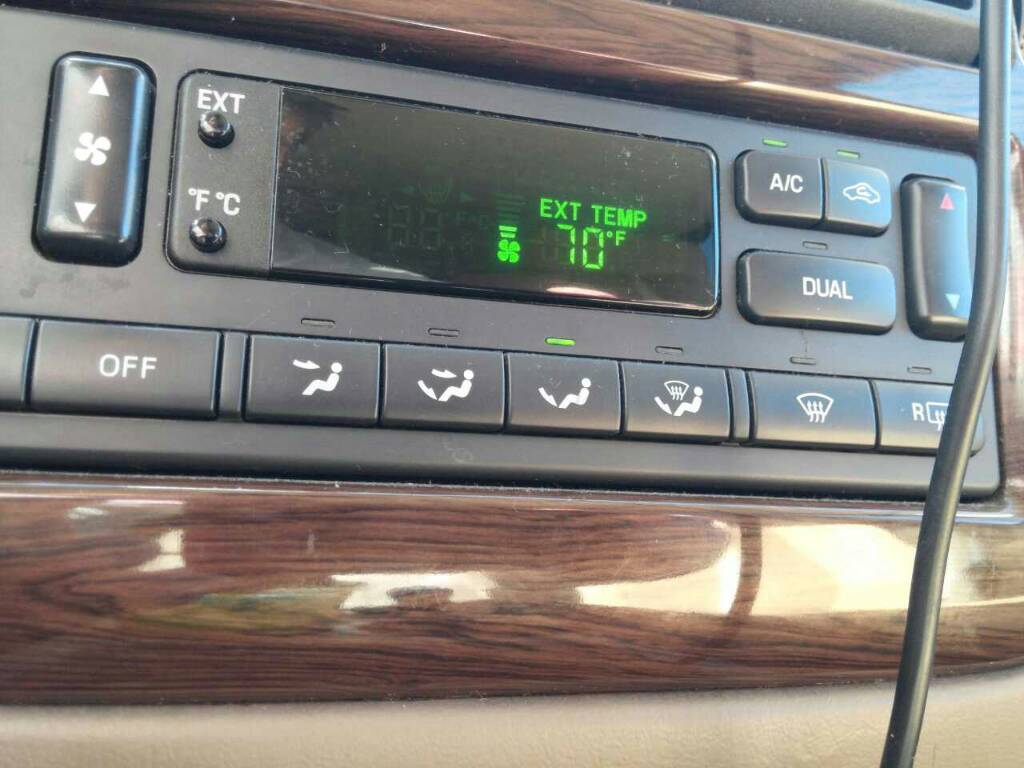 EXT
°F °C
EXT TEMP
70°F
A/C
DUAL
OFF
R